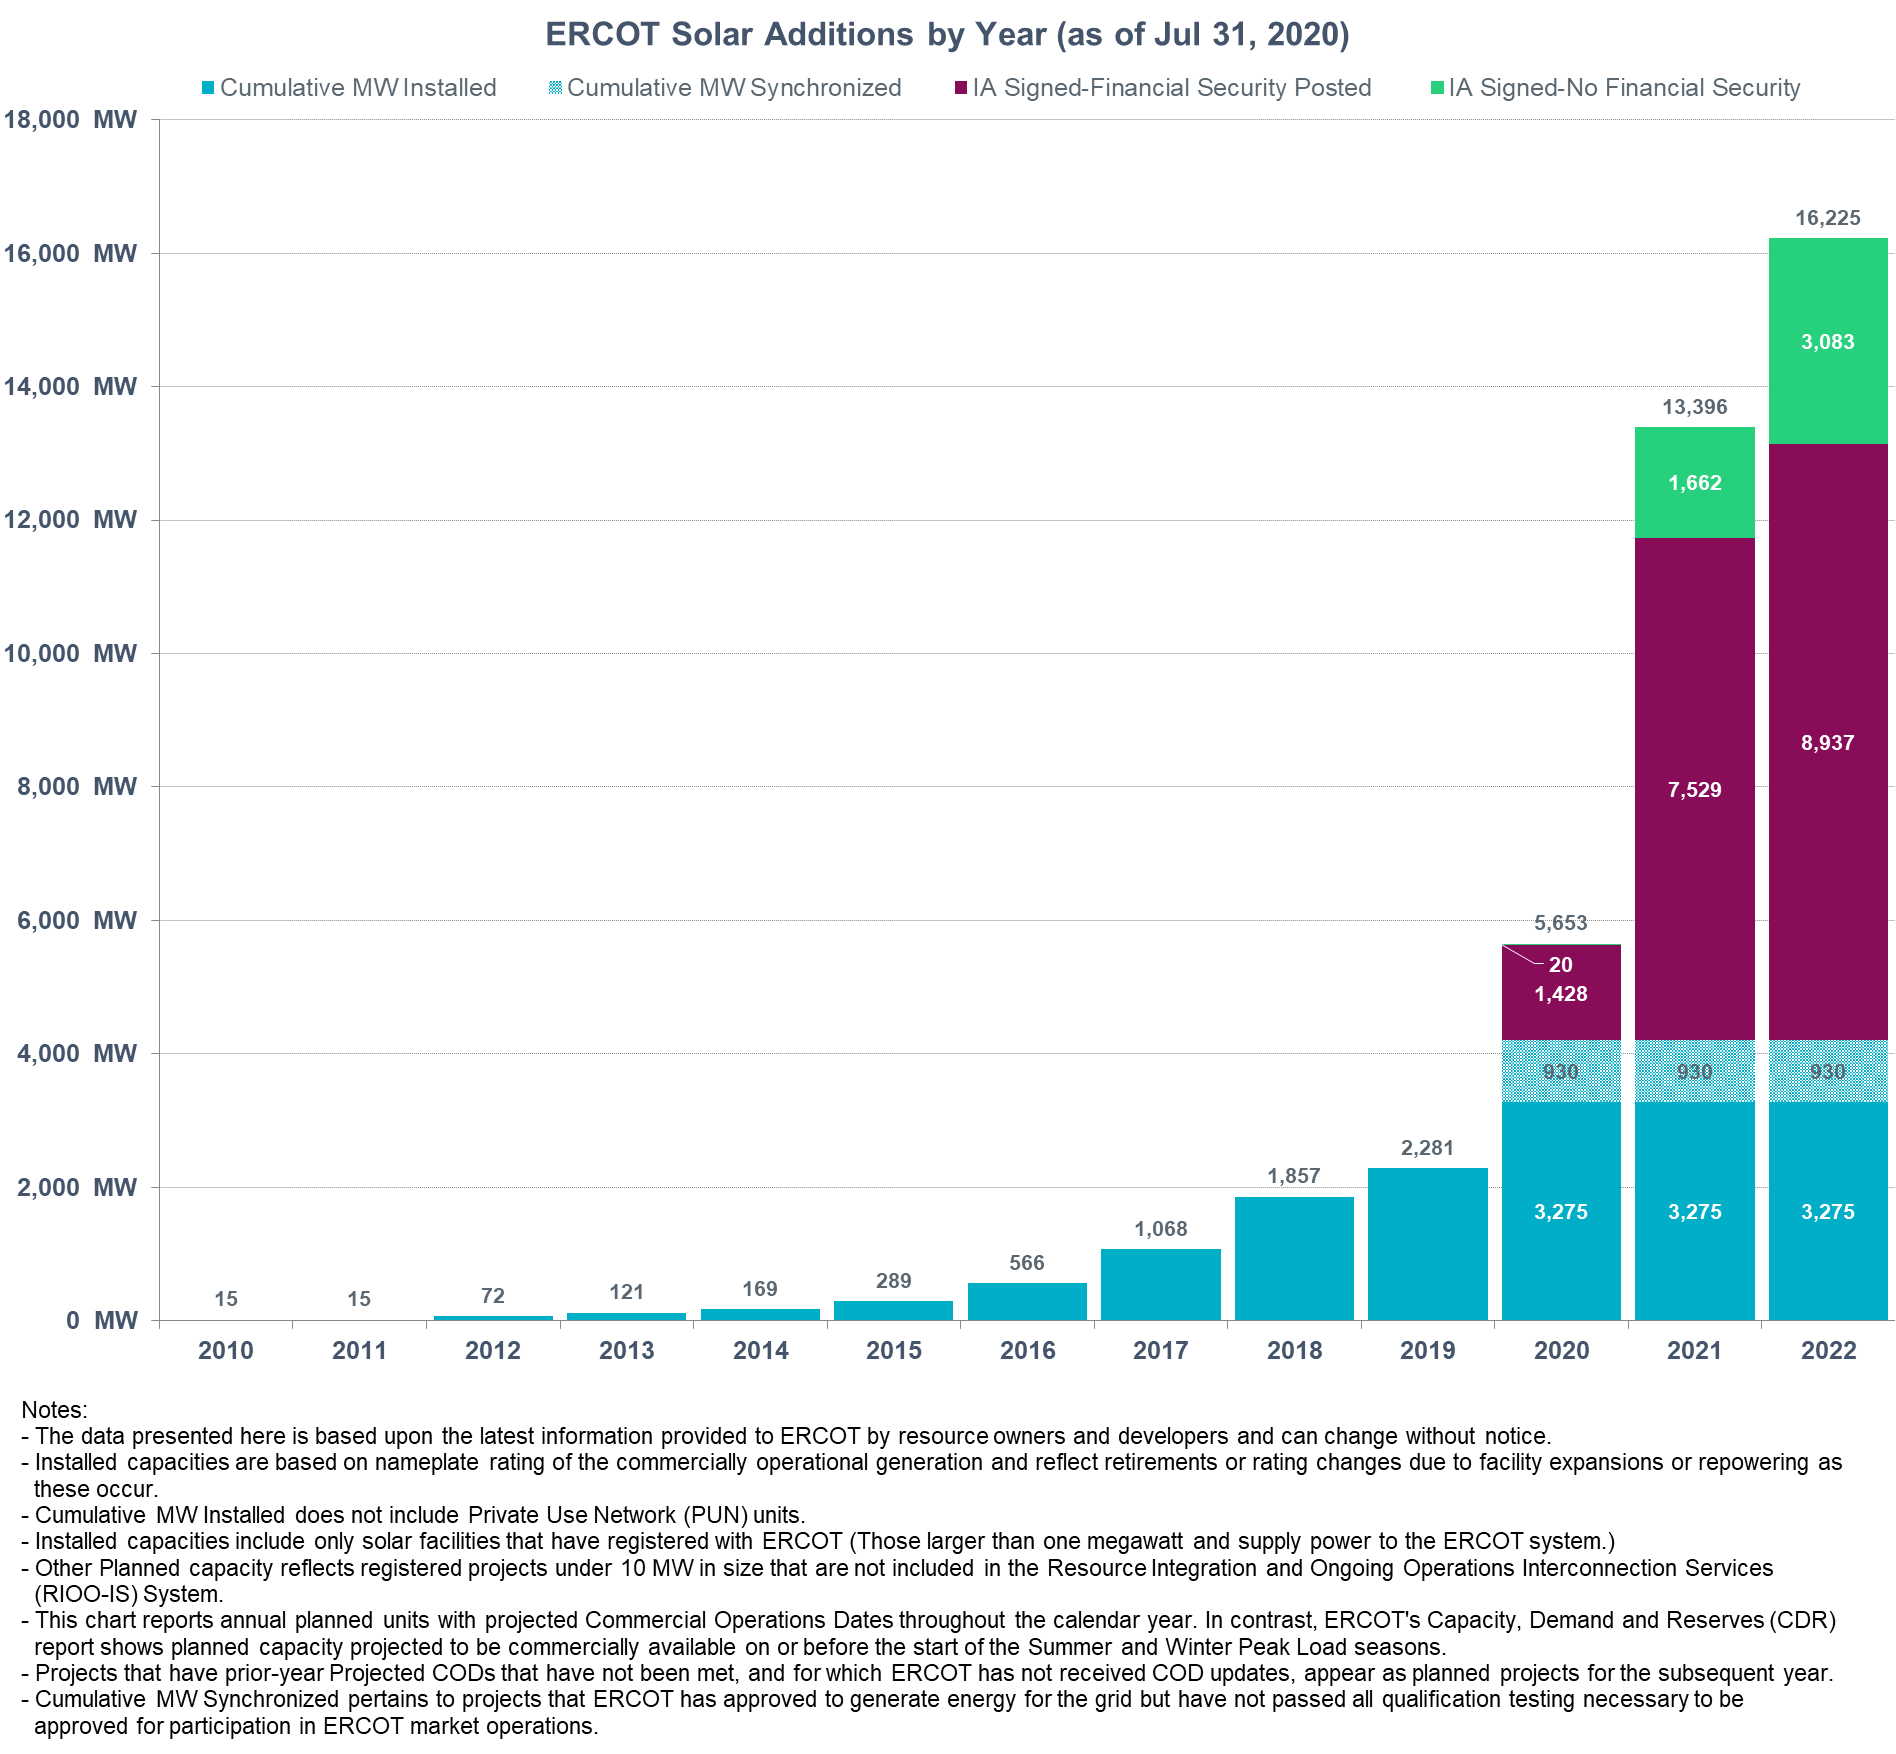 ERCOT Solar Additions by Year (as of Jul 31, 2020)
Cumulative MW Installed Cumulative MW Synchronized IA Signed-Financial Security Posted IA Signed-No Financial Security
18,000 MW
16,225
16,000 MW
3,083
14,000 MW
13,396
1,662
12,000 MW
10,000 MW
8,937
8,000 MW
7,529
6,000 MW
5,653
20
1,428
4,000 MW
930 930 930
2,281
1,857
2,000 MW
3,275 3,275 3,275
1,068
566
289
169
121
72
15 15
0 MW
2010 2011 2012 2013 2014 2015 2016 2017 2018 2019 2020 2021 2022
Notes:
- The data presented here is based upon the latest information provided to ERCOT by resource owners and developers and can change without notice.
- Installed capacities are based on nameplate rating of the commercially operational generation and reflect retirements or rating changes due to facility expansions or repowering as
these occur.
- Cumulative MW Installed does not include Private Use Network (PUN) units.
- Installed capacities include only solar facilities that have registered with ERCOT (Those larger than one megawatt and supply power to the ERCOT system.)
- Other Planned capacity reflects registered projects under 10 MW in size that are not included in the Resource Integration and Ongoing Operations Interconnection Services
(RIOO-IS) System.
- This chart reports annual planned units with projected Commercial Operations Dates throughout the calendar year. In contrast, ERCOT's Capacity, Demand and Reserves (CDR)
report shows planned capacity projected to be commercially available on or before the start of the Summer and Winter Peak Load seasons.
- Projects that have prior-year Projected CODs that have not been met, and for which ERCOT has not received COD updates, appear as planned projects for the subsequent year.
- Cumulative MW Synchronized pertains to projects that ERCOT has approved to generate energy for the grid but have not passed all qualification testing necessary to be
approved for participation in ERCOT market operations.